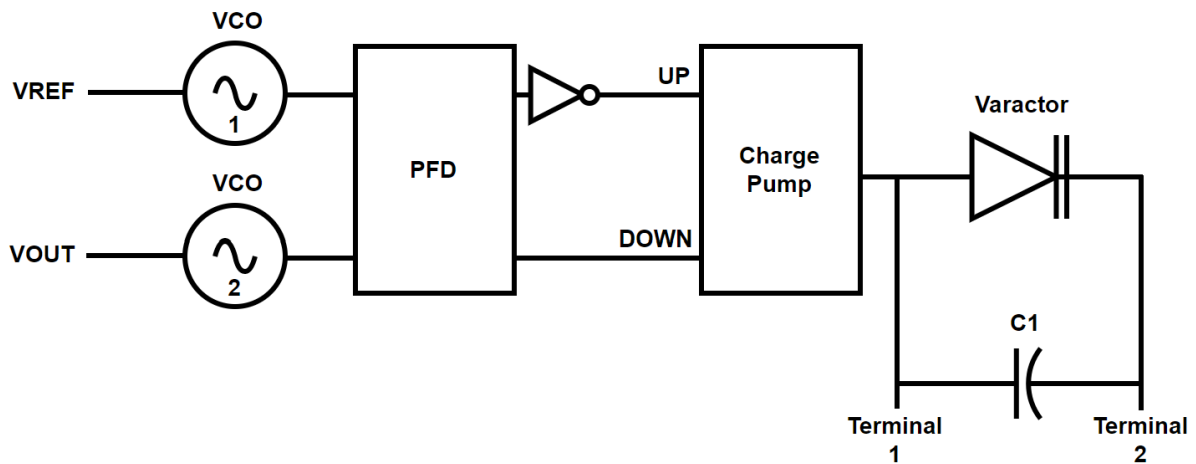 VCO
VREF
1
VCO
VOUT
2
PFD
UP
DOWN
Charge
Pump
Varactor
C1
Terminal
1
Terminal
2